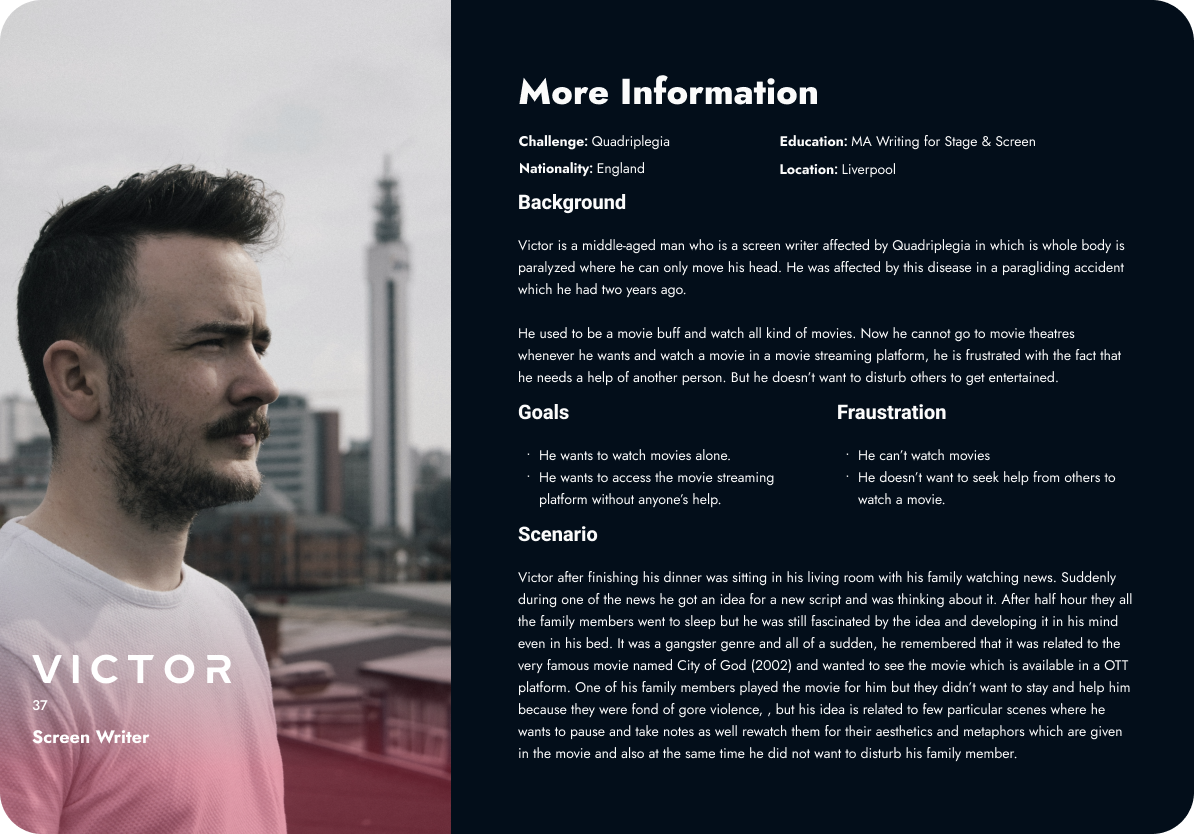 More Information
Challenge: Quadriplegia
Education: MA Writing for Stage & Screen
Nationality: England
Location: Liverpool
Background
Victor is a middle-aged man who is a screen writer affected by Quadriplegia in which is whole body is
paralyzed where he can only move his head. He was affected by this disease in a paragliding accident
which he had two years ago.
He used to be a movie buff and watch all kind of movies. Now he cannot go to movie theatres
whenever he wants and watch a movie in a movie streaming platform, he is frustrated with the fact that
he needs a help of another person. But he doesn't want to disturb others to get entertained.
Goals
· He wants to watch movies alone.
· He wants to access the movie streaming
platform without anyone's help.
Fraustration
· He can't watch movies
· He doesn't want to seek help from others to
watch a movie.
Scenario
Victor after finishing his dinner was sitting in his living room with his family watching news. Suddenly
during one of the news he got an idea for a new script and was thinking about it. After half hour they all
the family members went to sleep but he was still fascinated by the idea and developing it in his mind
even in his bed. It was a gangster genre and all of a sudden, he remembered that it was related to the
very famous movie named City of God (2002) and wanted to see the movie which is available in a OTT
platform. One of his family members played the movie for him but they didn't want to stay and help him
because they were fond of gore violence, , but his idea is related to few particular scenes where he
wants to pause and take notes as well rewatch them for their aesthetics and metaphors which are given
in the movie and also at the same time he did not want to disturb his family member.
VICTOR
37
Screen Writer